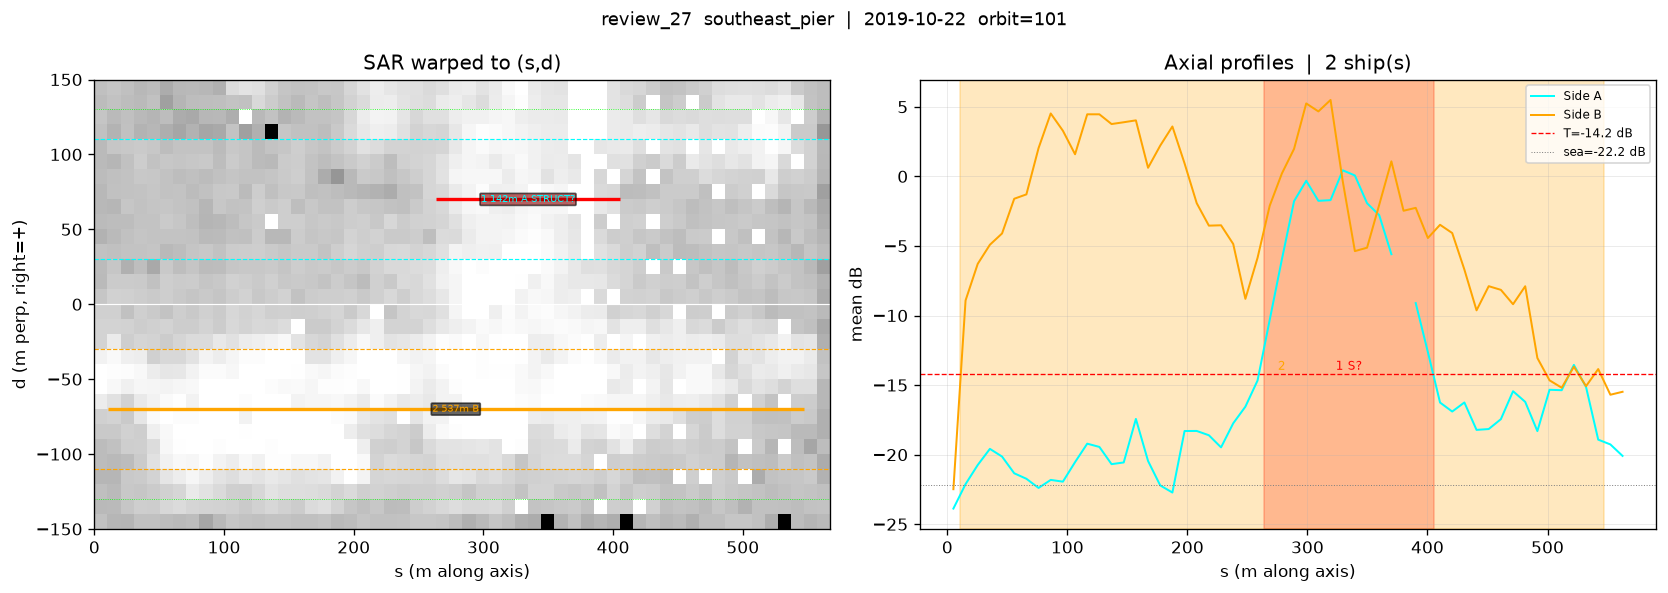 review_27 southeast_pier | 2019-10-22 orbit=101
SAR warped to (s,d)
150
100
50
0
−50
−100
−150
d (m perp, right=+)
1 142m A STRUCT?
2 537m B
0
100
200
300
400
500
s (m along axis)
Axial profiles | 2 ship(s)
5
0
−5
−10
−15
−20
−25
mean dB
Side A
Side B
T=-14.2 dB
sea=-22.2 dB
2
1 S?
0
100
200
300
400
500
s (m along axis)